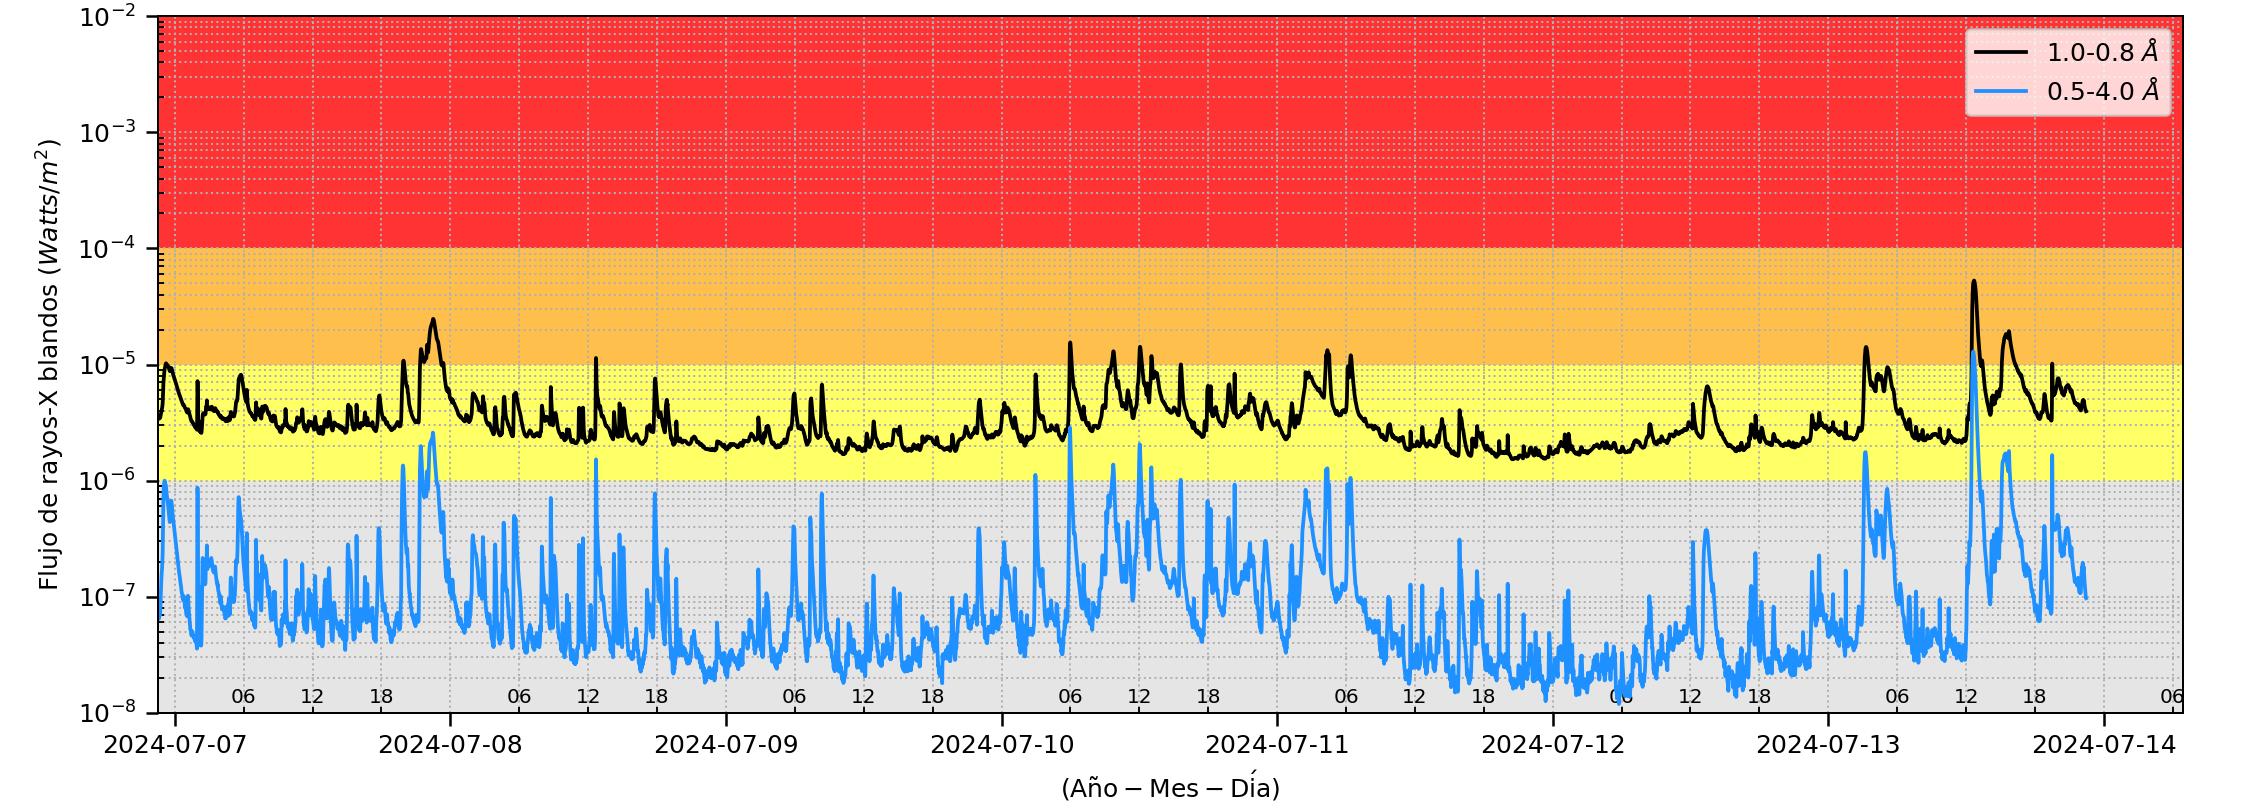 10⁻²
10⁻³
10⁻⁴
10⁻⁵
10⁻⁶
10⁻⁷
10⁻⁸
Flujo de rayos-X blandos (Watts/m²)
1.0-0.8 Å
0.5-4.0 Å
06 12 18 06 12 18 06 12 18 06 12 18 06 12 18 06 12 18 06 12 18 06
2024-07-07 2024-07-08 2024-07-09 2024-07-10 2024-07-11 2024-07-12 2024-07-13 2024-07-14
(Año − Mes − Día)